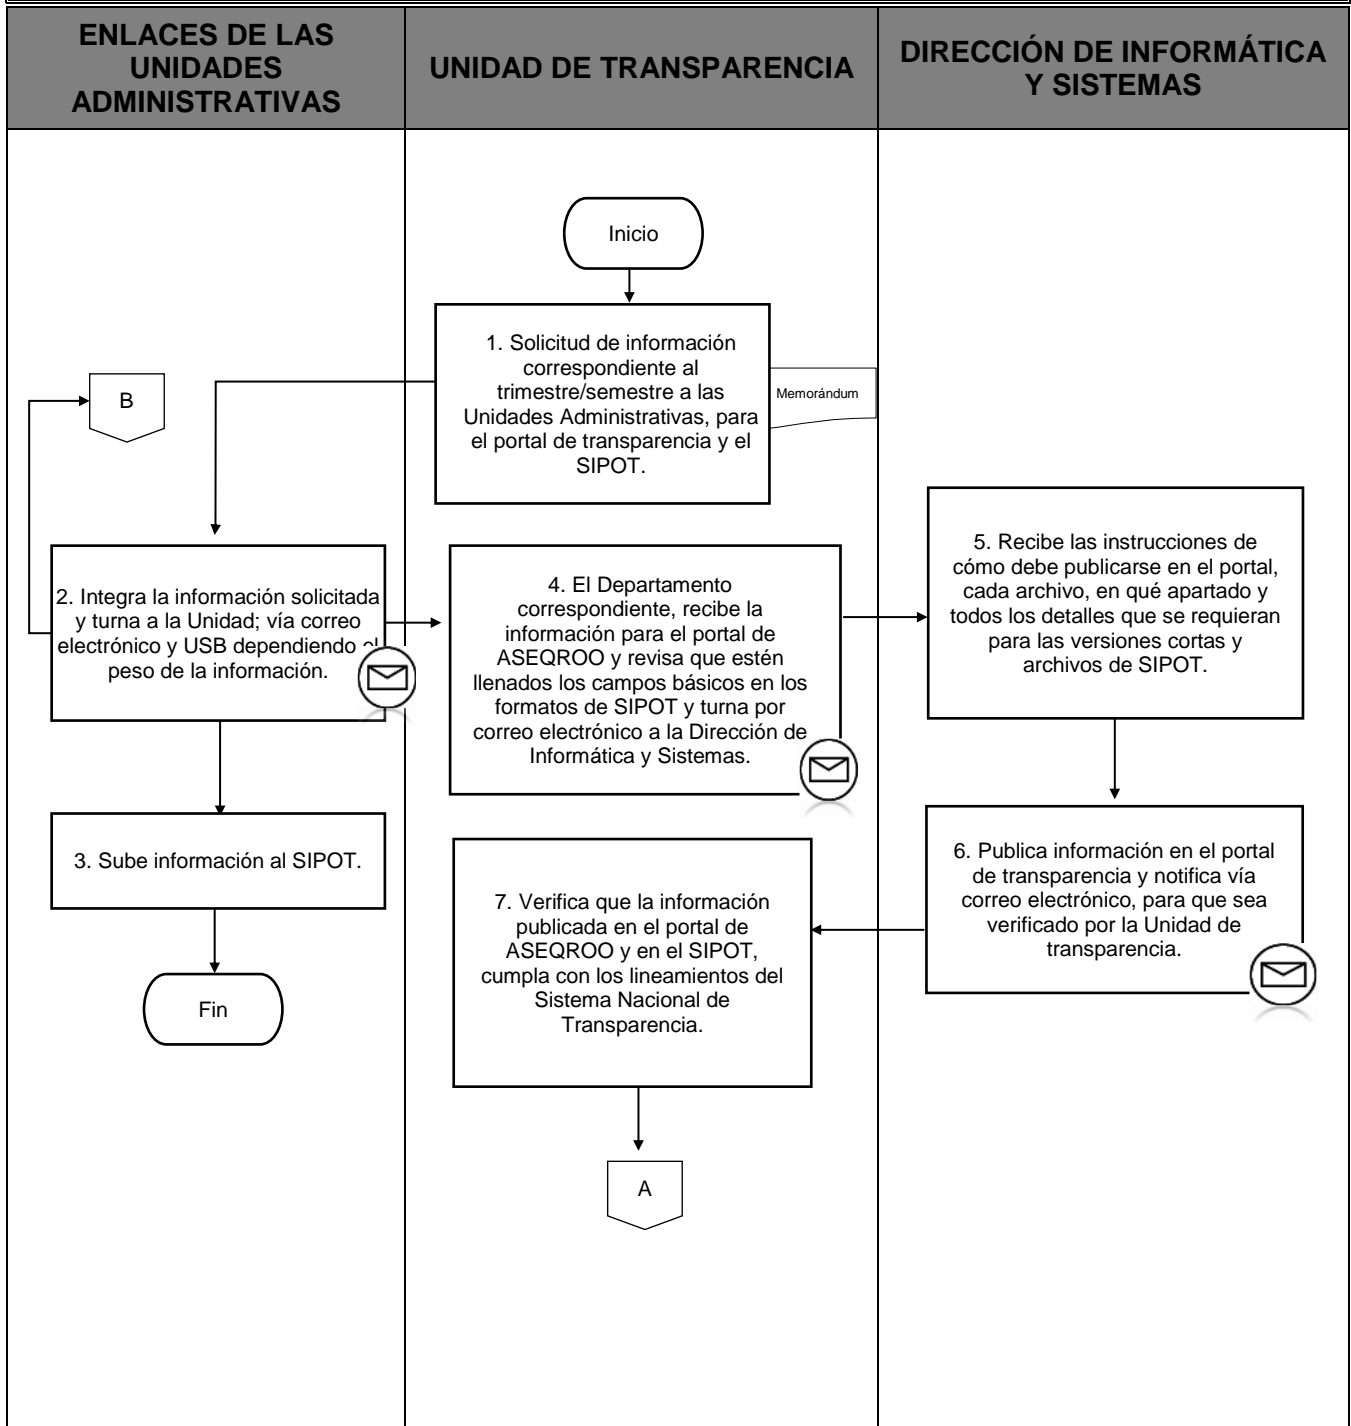 ENLACES DE LAS
UNIDADES
ADMINISTRATIVAS
UNIDAD DE TRANSPARENCIA
DIRECCIÓN DE INFORMÁTICA
Y SISTEMAS
Inicio
1. Solicitud de información
correspondiente al
trimestre/semestre a las
Unidades Administrativas, para
el portal de transparencia y el
SIPOT.
Memorándum
B
2. Integra la información solicitada
y turna a la Unidad; vía correo
electrónico y USB dependiendo el
peso de la información.
3. Sube información al SIPOT.
Fin
4. El Departamento
correspondiente, recibe la
información para el portal de
ASEQROO y revisa que estén
llenados los campos básicos en los
formatos de SIPOT y turna por
correo electrónico a la Dirección de
Informática y Sistemas.
5. Recibe las instrucciones de
cómo debe publicarse en el portal,
cada archivo, en qué apartado y
todos los detalles que se requieran
para las versiones cortas y
archivos de SIPOT.
6. Publica información en el portal
de transparencia y notifica vía
correo electrónico, para que sea
verificado por la Unidad de
transparencia.
7. Verifica que la información
publicada en el portal de
ASEQROO y en el SIPOT,
cumpla con los lineamientos del
Sistema Nacional de
Transparencia.
A